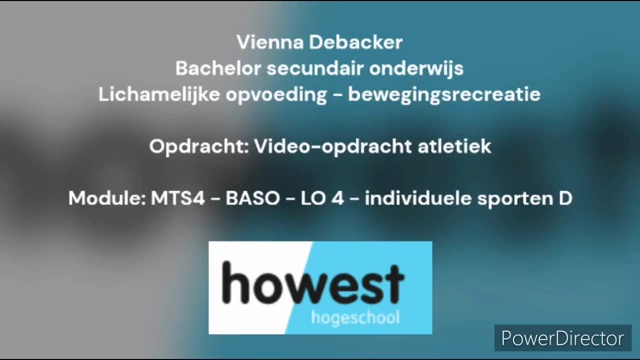 Vienna Debacker
Bachelor secundair onderwijs
Lichamelijke opvoeding - bewegingsrecreatie
Opdracht: Video-opdracht atletiek
Module: MTS4 - BASO - LO 4 - individuele sporten D
howest
hogeschool
PowerDirector